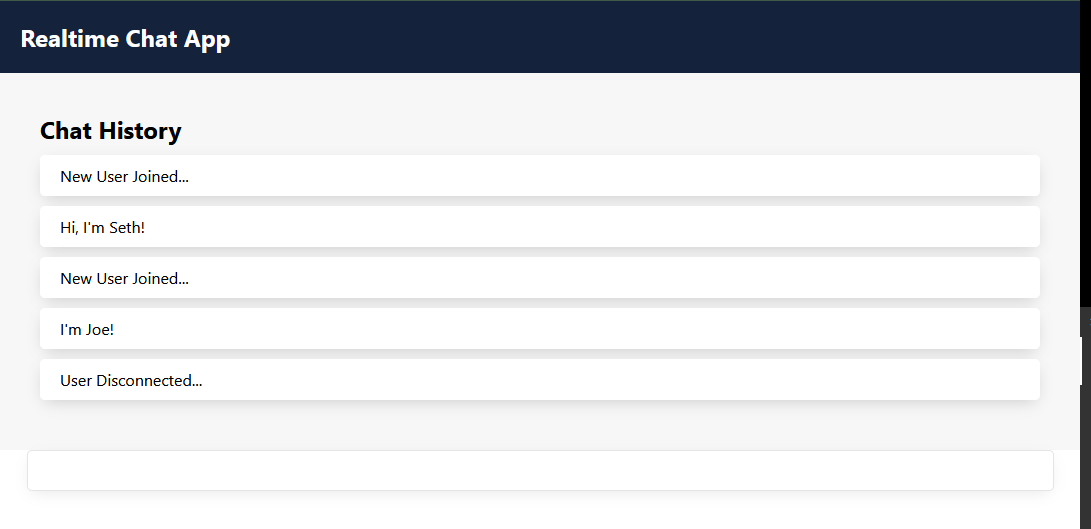 Realtime Chat App
Chat History
New User Joined...
Hi, I'm Seth!
New User Joined...
I'm Joe!
User Disconnected...